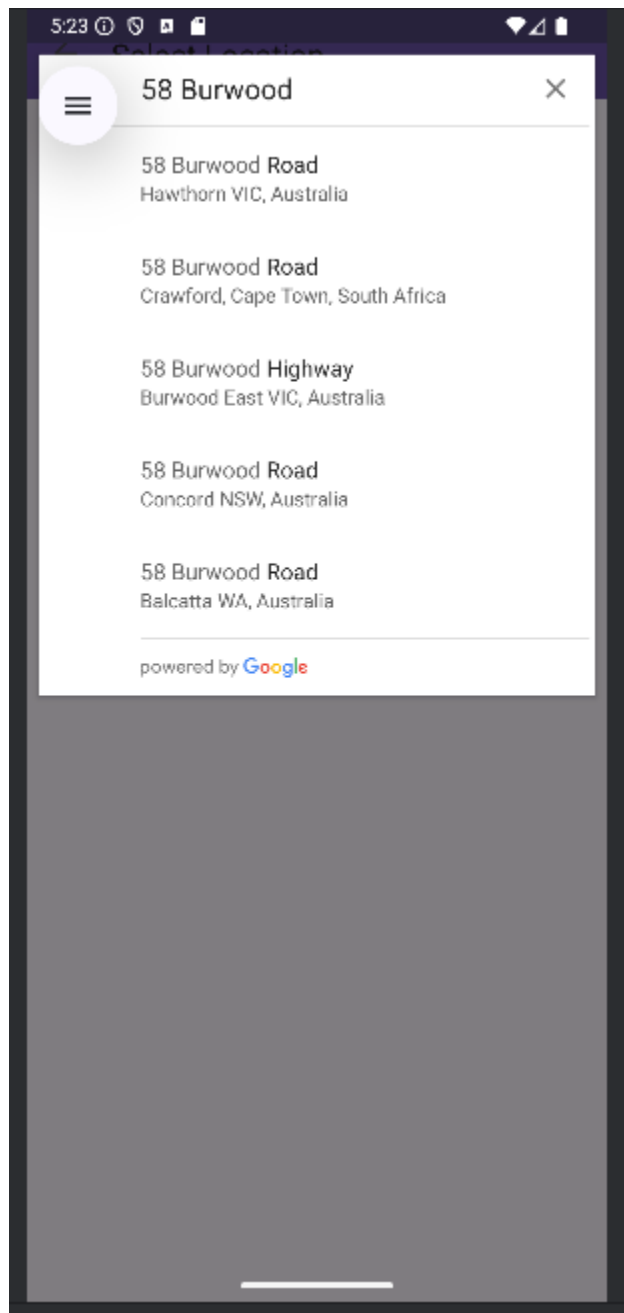 5:23
Select Location
58 Burwood
58 Burwood Road
Hawthorn VIC, Australia
58 Burwood Road
Crawford, Cape Town, South Africa
58 Burwood Highway
Burwood East VIC, Australia
58 Burwood Road
Concord NSW, Australia
58 Burwood Road
Balcatta WA, Australia
powered by Google